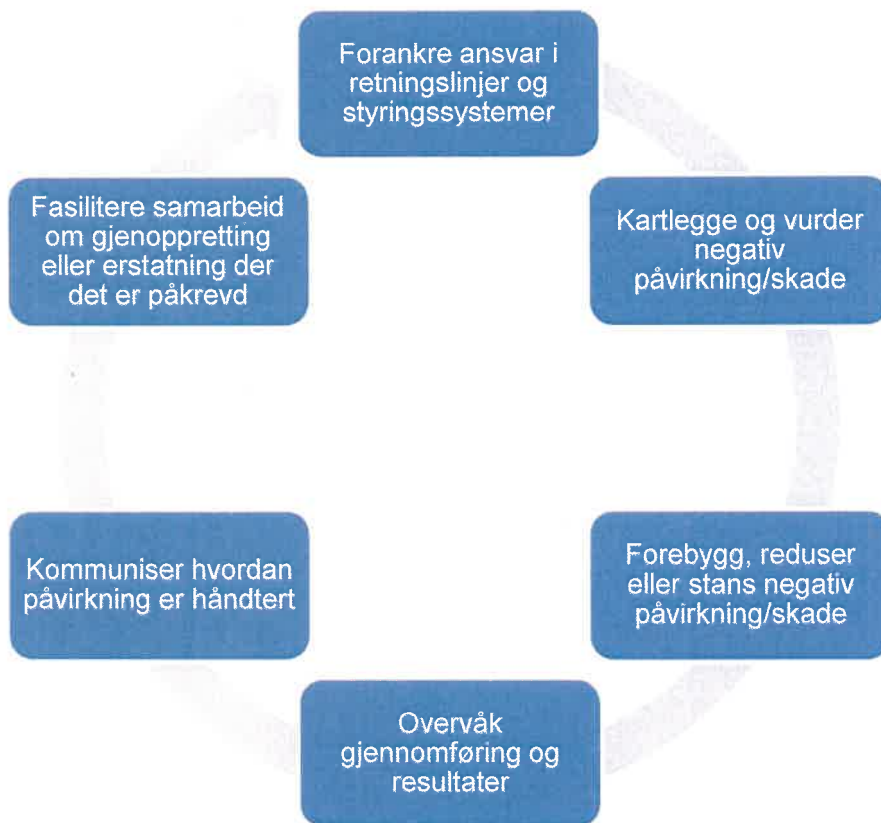 Forankre ansvar i
retningslinjer og
styringssystemer
Kartlegge og vurder
negativ
påvirkning/skade
Forebygg, reduser
eller stans negativ
påvirkning/skade
Overvåk
gjennomføring og
resultater
Kommuniser hvordan
påvirkning er håndtert
Fasilitere samarbeid
om gjenoppretting
eller erstatning der
det er påkrevd